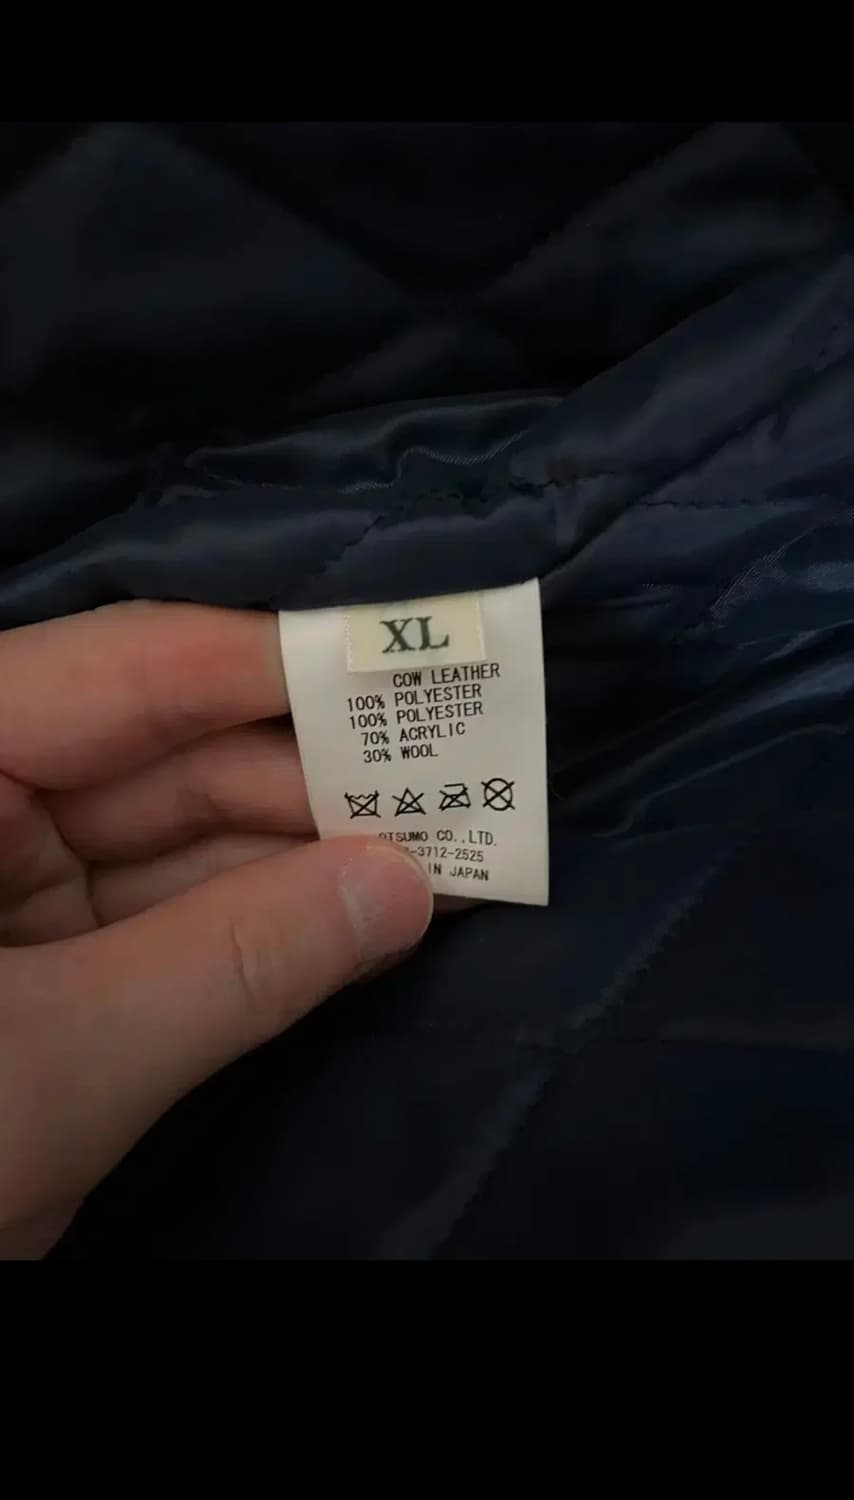 XL
COW LEATHER
100% POLYESTER
100% POLYESTER
70% ACRYLIC
30% WOOL
CO.,LTD.
-3712-2525
IN JAPAN